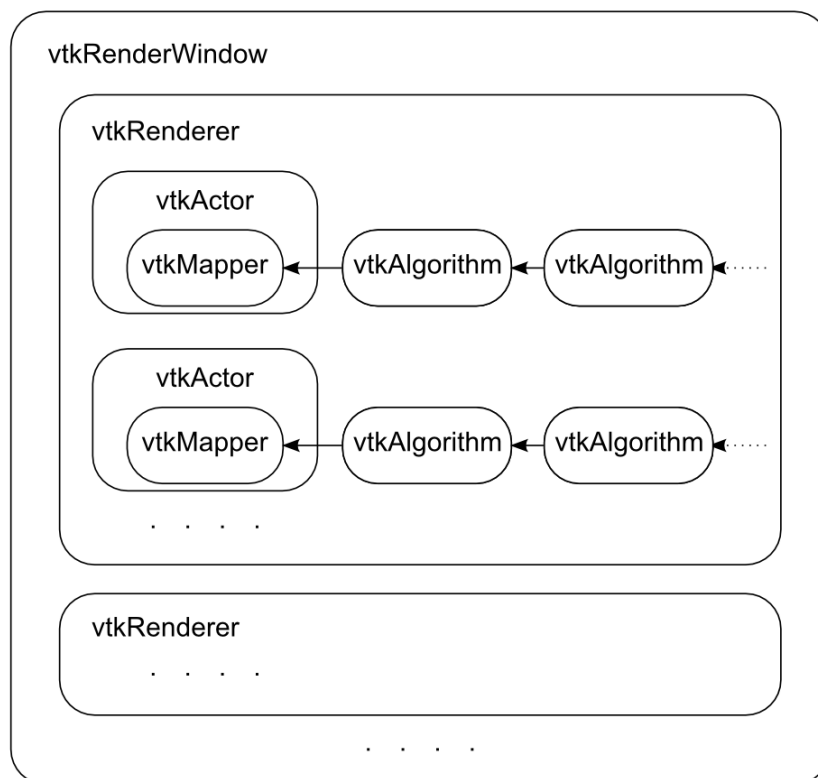 vtkRenderWindow
vtkRenderer
vtkActor
vtkMapper vtkAlgorithm vtkAlgorithm
vtkActor
vtkMapper vtkAlgorithm vtkAlgorithm
. . . .
vtkRenderer
. . . .
. . . .